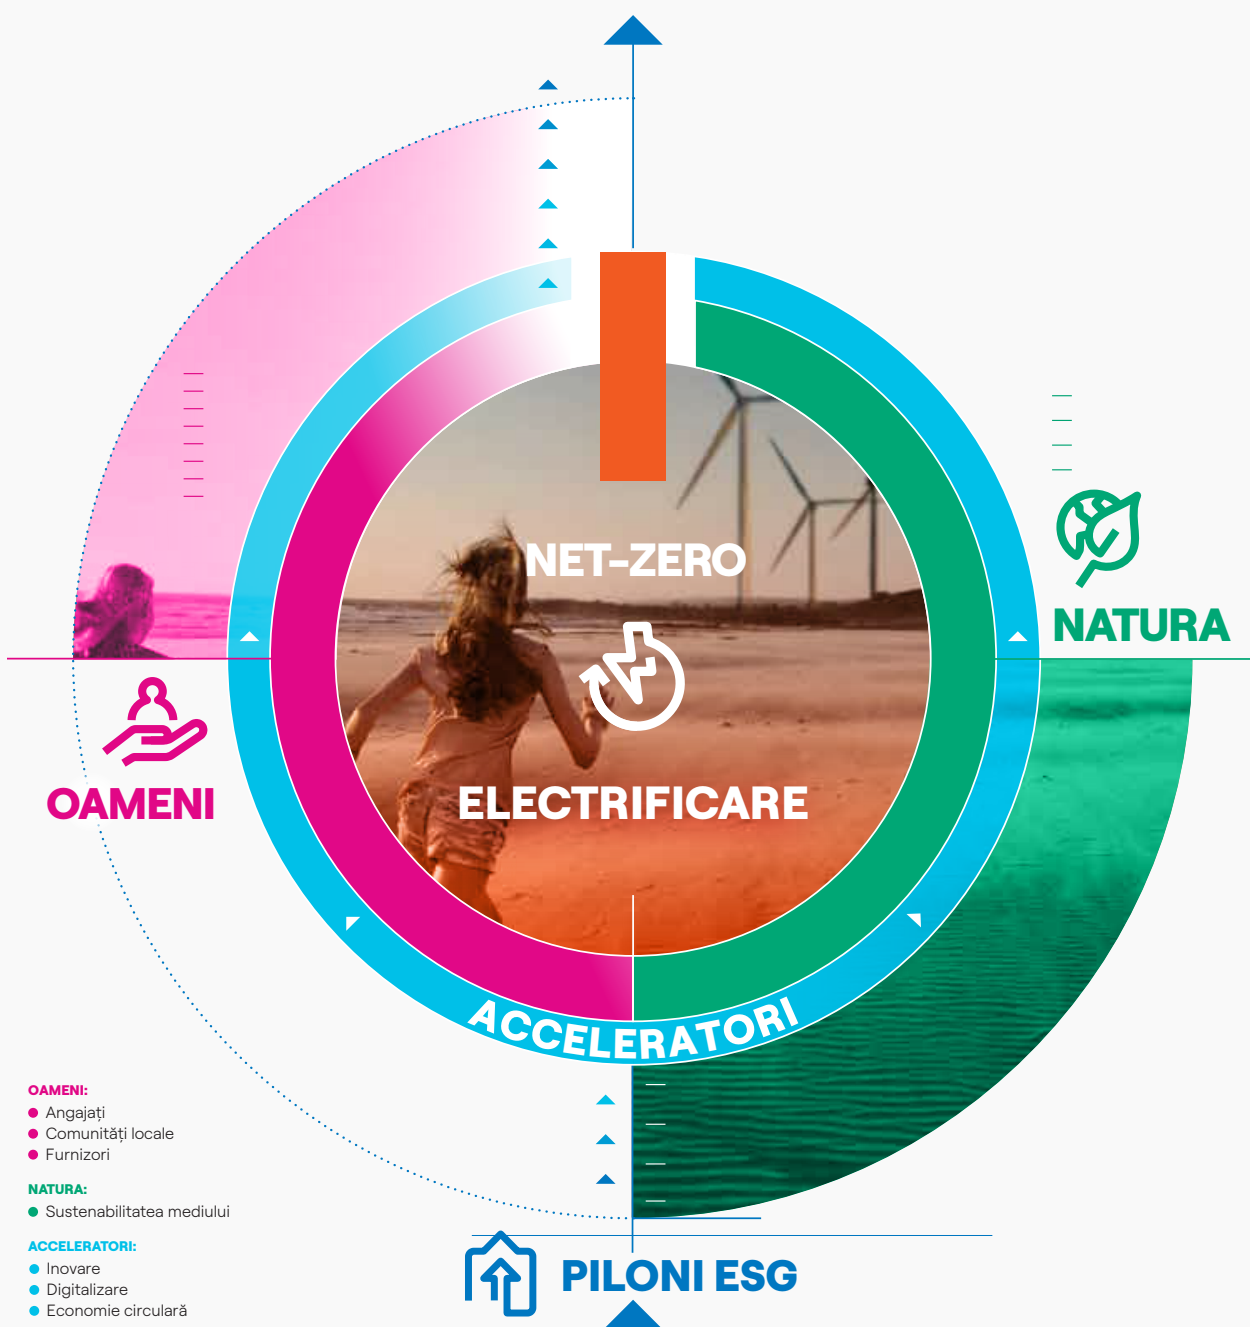 NET-ZERO
NATURA
OAMENI
ELECTRIFICARE
ACCELERATORI
OAMENI:
Angajați
Comunități locale
Furnizori
NATURA:
Sustenabilitatea mediului
ACCELERATORI:
Inovare
Digitalizare
Economie circulară
PILONI ESG